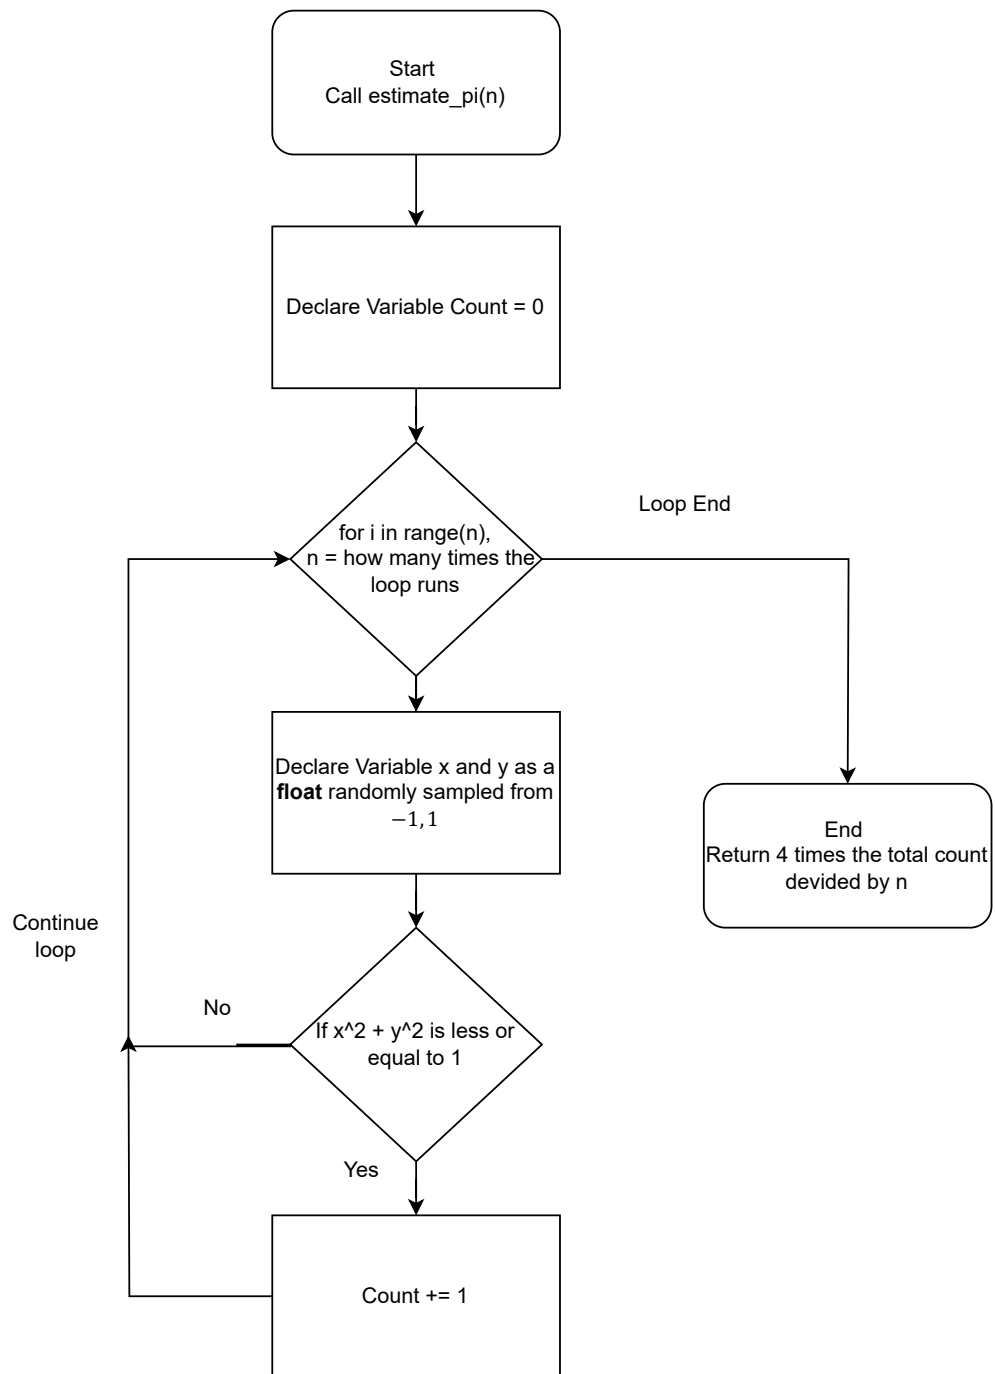 Start
Call estimate_pi(n)
Declare Variable Count = 0
for i in range(n),
n = how many times the
loop runs
Loop End
Declare Variable x and y as a
float randomly sampled from
−1, 1
End
Return 4 times the total count
devided by n
Continue
loop
No
If x^2 + y^2 is less or
equal to 1
Yes
Count += 1